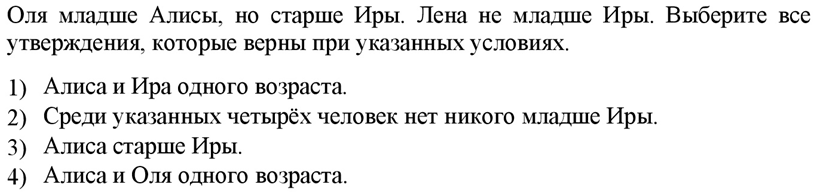 Оля младше Алисы, но старше Иры. Лена не младше Иры. Выберите все
утверждения, которые верны при указанных условиях.
1) Алиса и Ира одного возраста.
2) Среди указанных четырёх человек нет никого младше Иры.
3) Алиса старше Иры.
4) Алиса и Оля одного возраста.